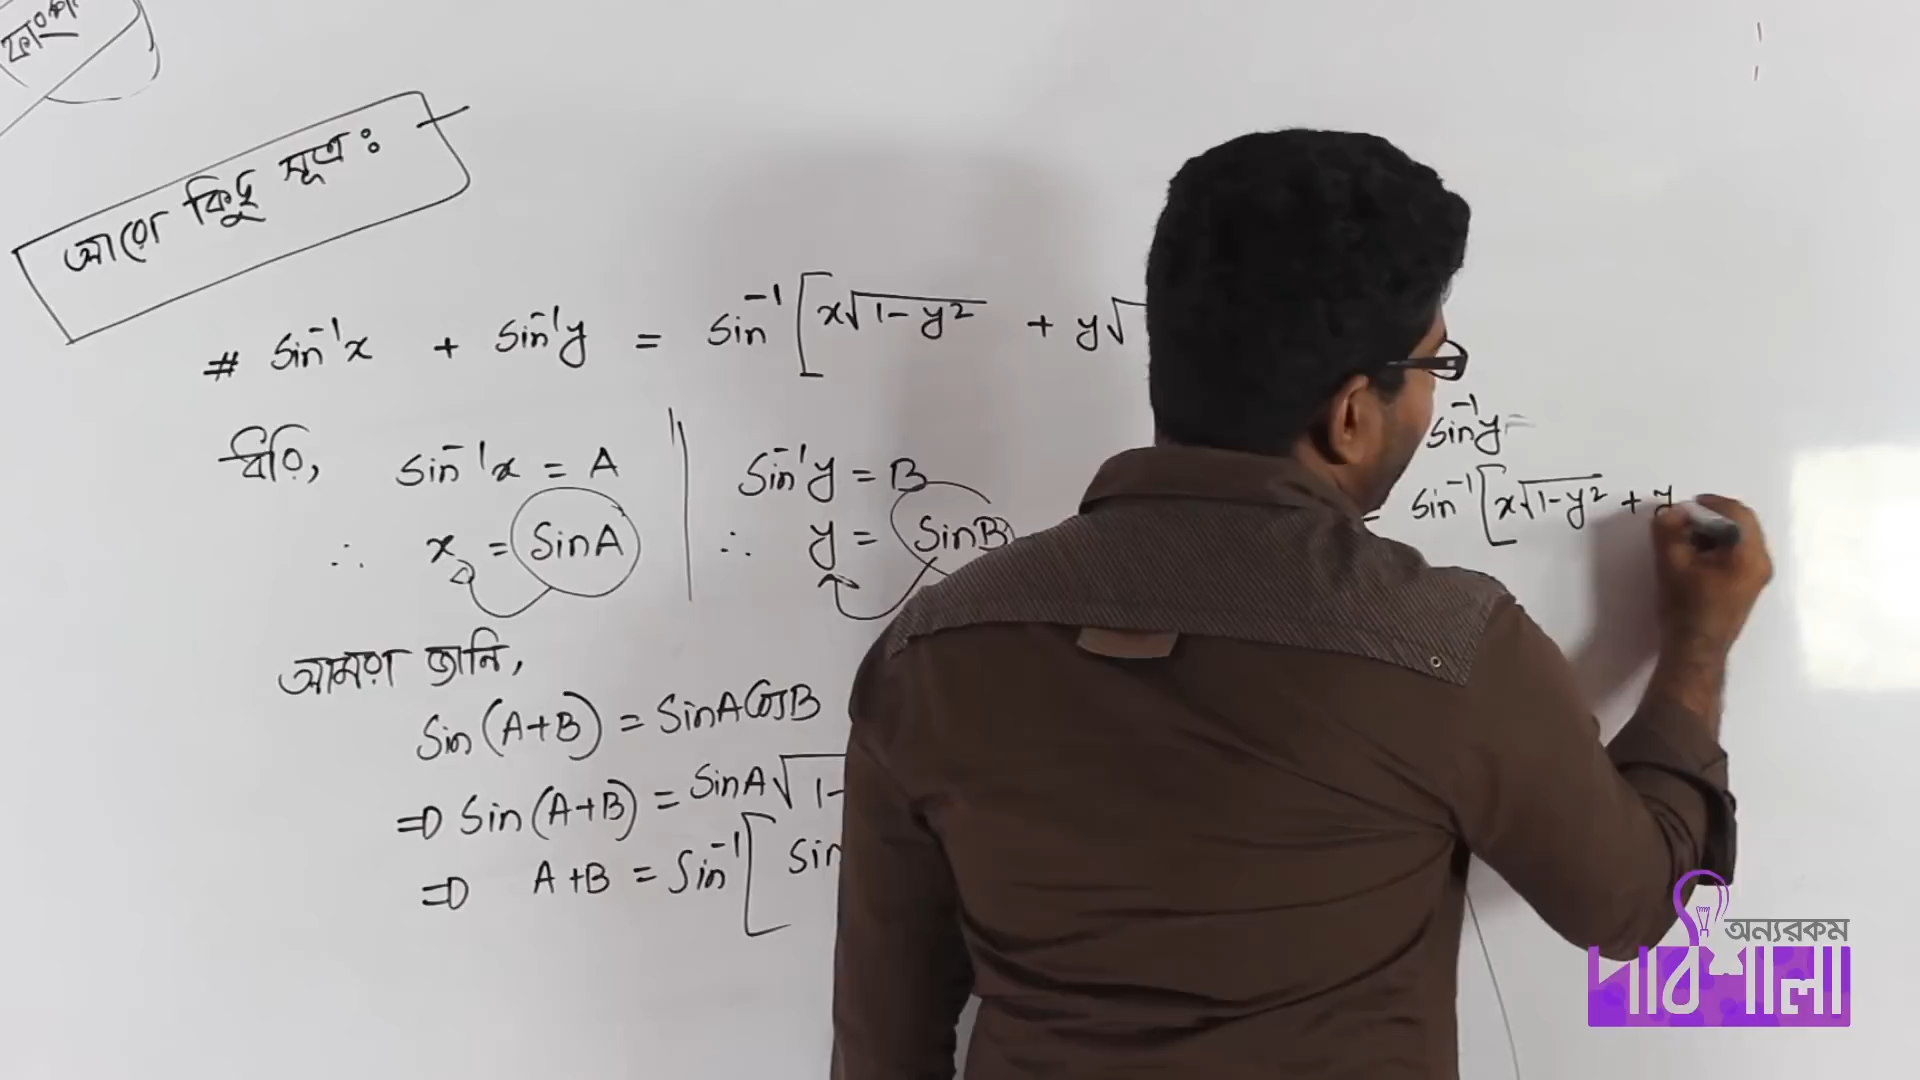 ফাংশ
আরো কিছু সূত্র :
# Sin⁻¹x + Sin⁻¹y = Sin⁻¹[x√1-y² + y√
ধরি, Sin⁻¹x = A Sin⁻¹y = B
∴ x = SinA ∴ y = SinB
আমরা জানি,
Sin(A+B) = SinACosB
⇒ Sin(A+B) = SinA√1-
⇒ A+B = Sin⁻¹[Sin
Sin⁻¹y =
= Sin⁻¹[x√1-y² + y
অন্যরকম
পাঠশালা